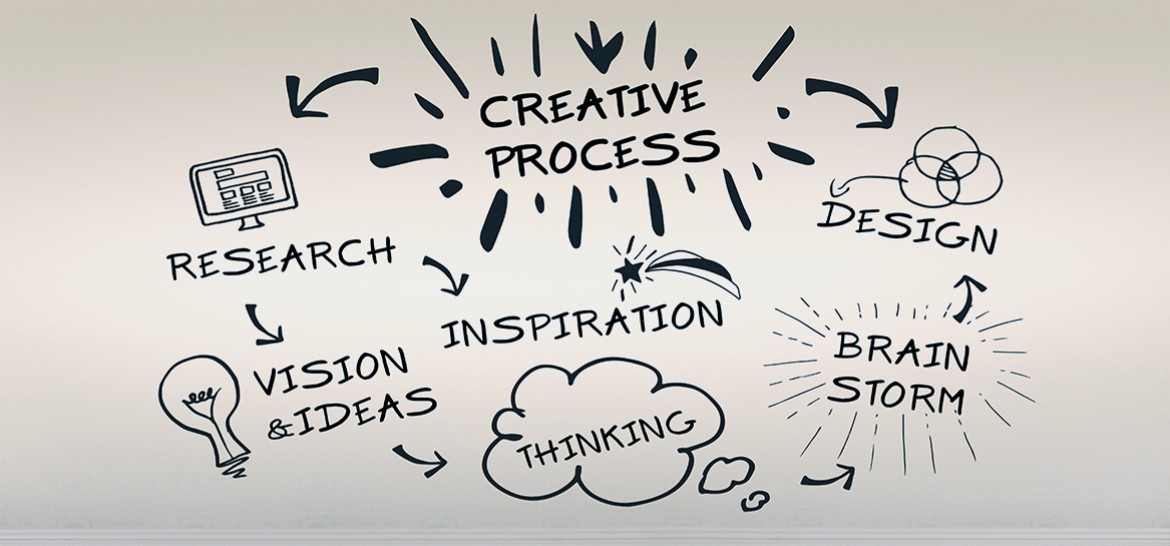 CREATIVE
PROCESS
RESEARCH
DESIGN
INSPIRATION
VISION
&IDEAS
THINKING
BRAIN
STORM